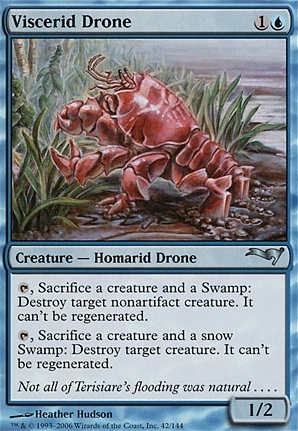 Viscerid Drone 1
Creature — Homarid Drone
, Sacrifice a creature and a Swamp:
Destroy target nonartifact creature. It
can't be regenerated.
, Sacrifice a creature and a snow
Swamp: Destroy target creature. It can't
be regenerated.
Not all of Terisiare's flooding was natural . . . .
Heather Hudson
1/2
™ & © 1993–2006 Wizards of the Coast, Inc. 42/144